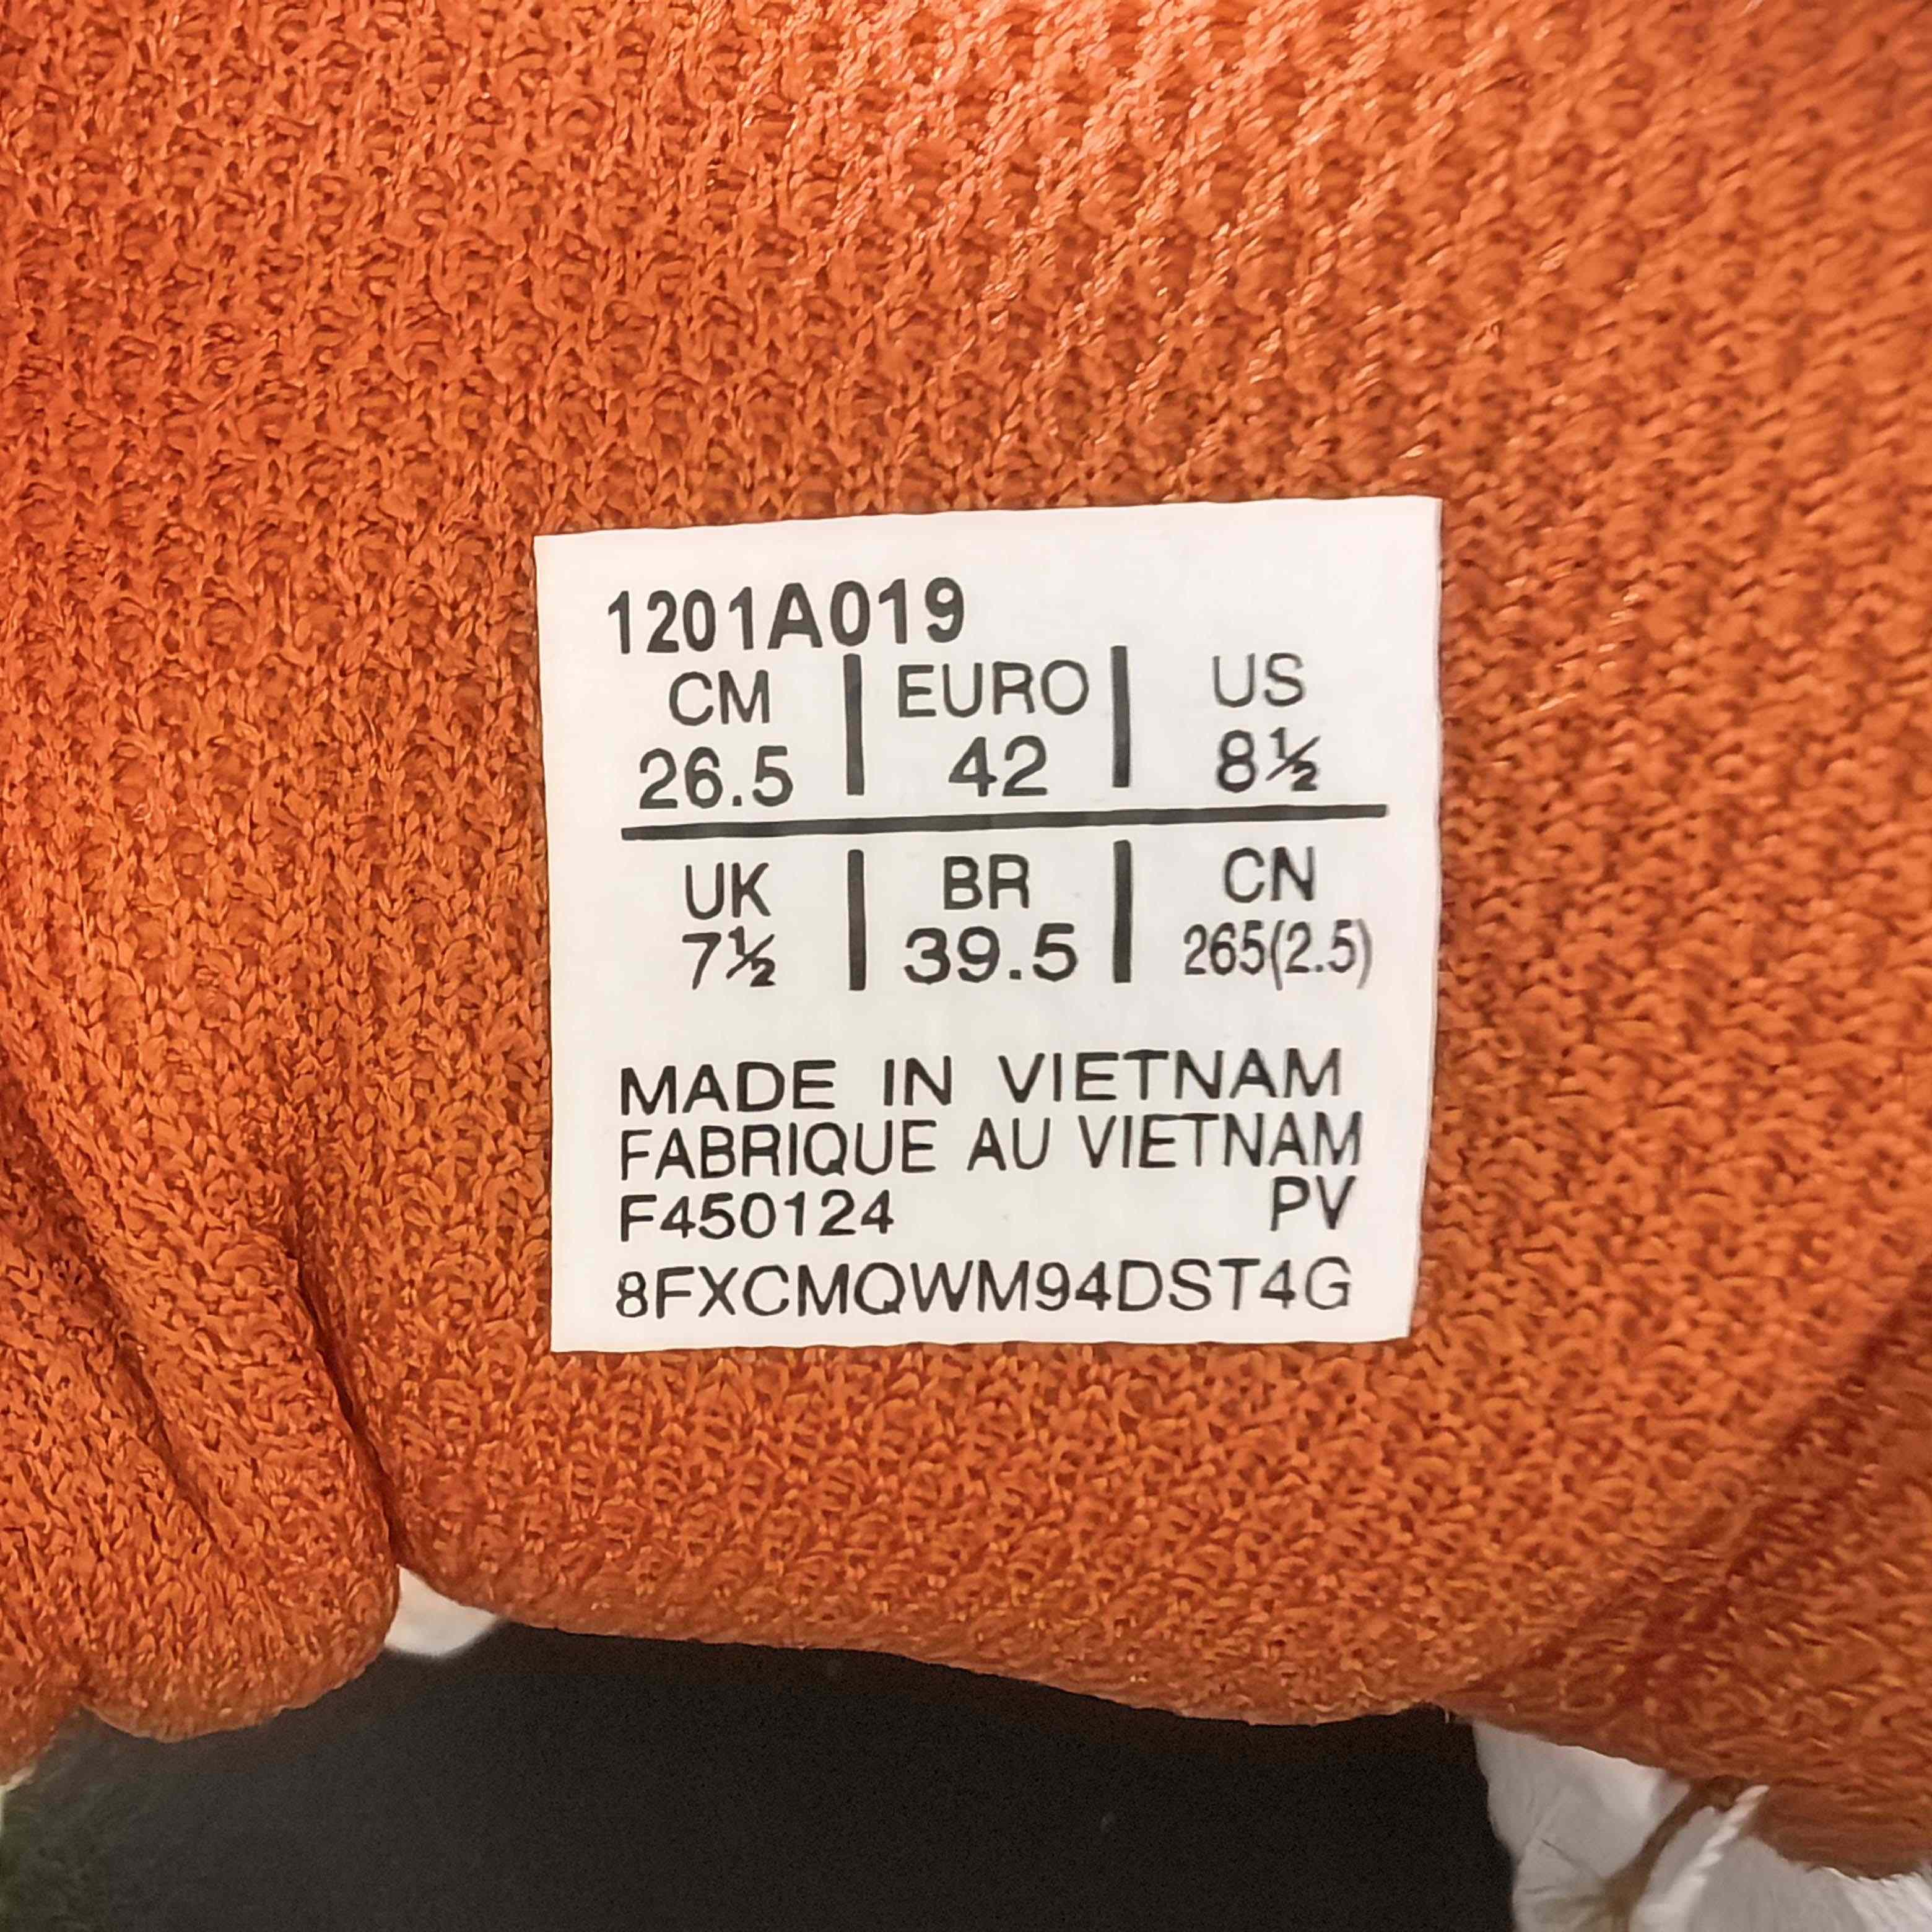 1201A019
CM | EURO | US
26.5 | 42 | 8½
UK | BR | CN
7½ | 39.5 | 265(2.5)
MADE IN VIETNAM
FABRIQUE AU VIETNAM
F450124 PV
8FXCMQWM94DST4G